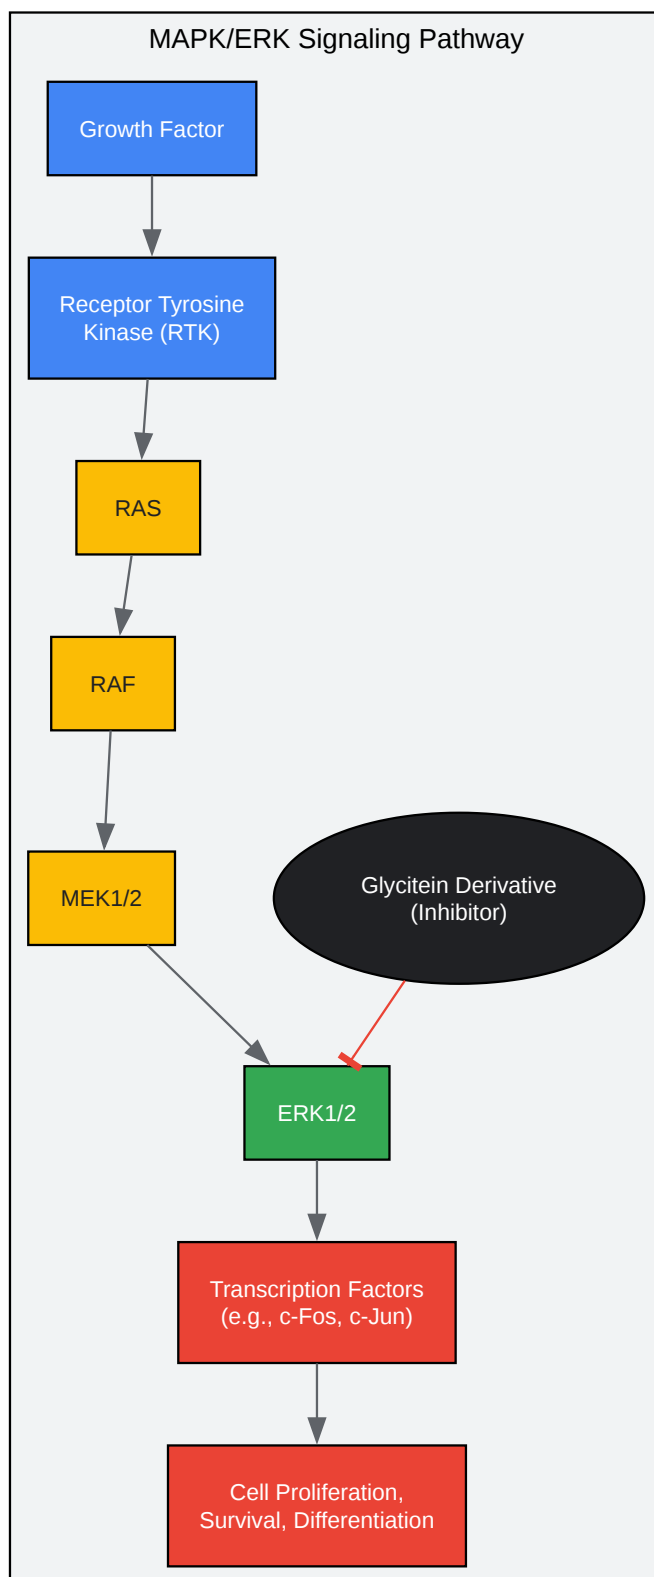 MAPK/ERK Signaling Pathway
Growth Factor
Receptor Tyrosine
Kinase (RTK)
RAS
RAF
MEK1/2
Glycitein Derivative
(Inhibitor)
ERK1/2
Transcription Factors
(e.g., c-Fos, c-Jun)
Cell Proliferation,
Survival, Differentiation